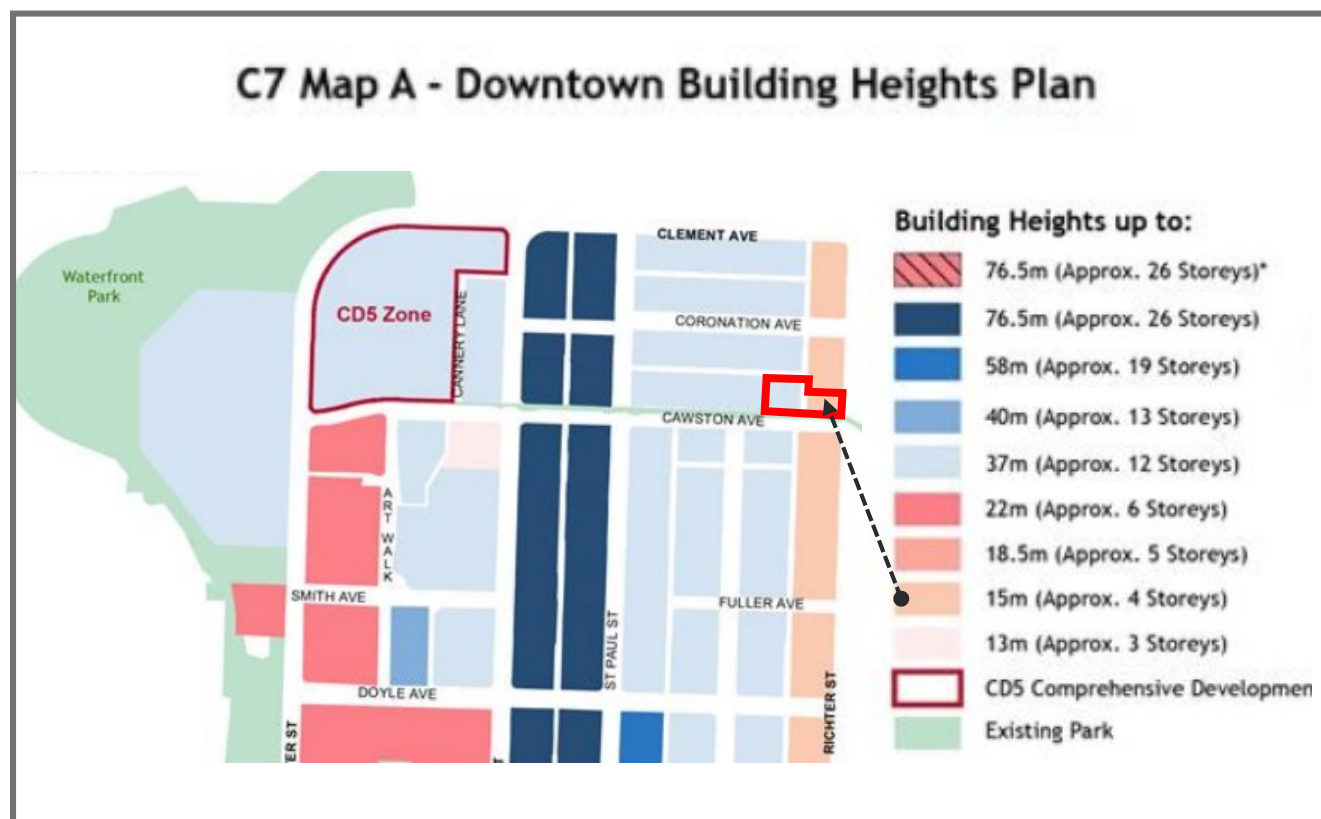 C7 Map A - Downtown Building Heights Plan
Waterfront
Park
CD5 Zone
CANNERY LANE
CLEMENT AVE
CORONATION AVE
CAWSTON AVE
ART WALK
SMITH AVE
FULLER AVE
ST PAUL ST
DOYLE AVE
RICHTER ST
ER ST
T
Building Heights up to:
76.5m (Approx. 26 Storeys)*
76.5m (Approx. 26 Storeys)
58m (Approx. 19 Storeys)
40m (Approx. 13 Storeys)
37m (Approx. 12 Storeys)
22m (Approx. 6 Storeys)
18.5m (Approx. 5 Storeys)
15m (Approx. 4 Storeys)
13m (Approx. 3 Storeys)
CD5 Comprehensive Developmen
Existing Park